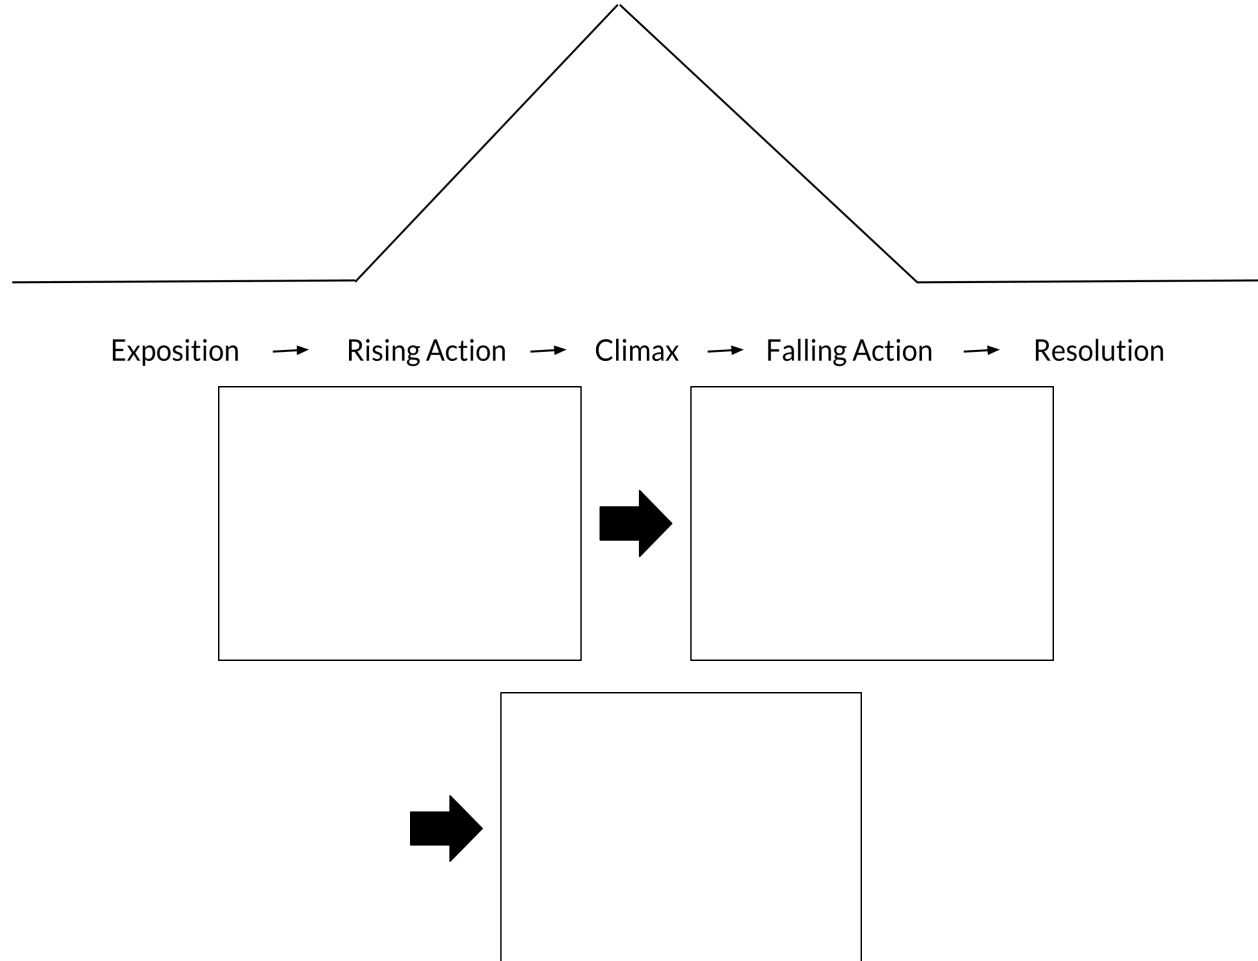 Exposition → Rising Action → Climax → Falling Action → Resolution